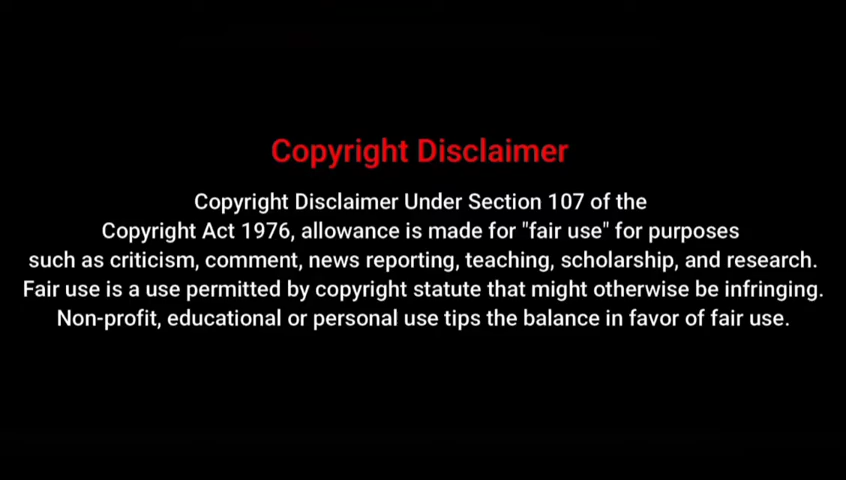 Copyright Disclaimer
Copyright Disclaimer Under Section 107 of the
Copyright Act 1976, allowance is made for "fair use" for purposes
such as criticism, comment, news reporting, teaching, scholarship, and research.
Fair use is a use permitted by copyright statute that might otherwise be infringing.
Non-profit, educational or personal use tips the balance in favor of fair use.